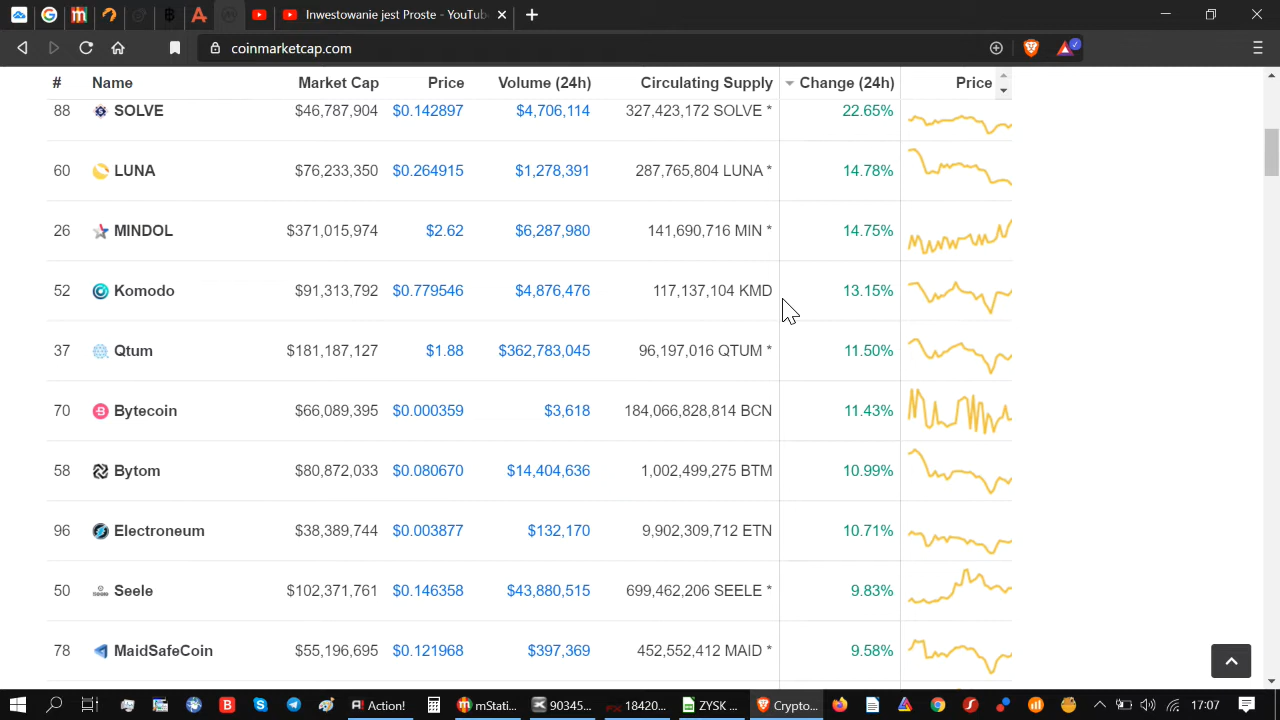 Inwestowanie jest Proste - YouTub
coinmarketcap.com
# Name Market Cap Price Volume (24h) Circulating Supply Change (24h) Price
88 SOLVE $46,787,904 $0.142897 $4,706,114 327,423,172 SOLVE * 22.65%
60 LUNA $76,233,350 $0.264915 $1,278,391 287,765,804 LUNA * 14.78%
26 MINDOL $371,015,974 $2.62 $6,287,980 141,690,716 MIN * 14.75%
52 Komodo $91,313,792 $0.779546 $4,876,476 117,137,104 KMD 13.15%
37 Qtum $181,187,127 $1.88 $362,783,045 96,197,016 QTUM * 11.50%
70 Bytecoin $66,089,395 $0.000359 $3,618 184,066,828,814 BCN 11.43%
58 Bytom $80,872,033 $0.080670 $14,404,636 1,002,499,275 BTM 10.99%
96 Electroneum $38,389,744 $0.003877 $132,170 9,902,309,712 ETN 10.71%
50 Seele $102,371,761 $0.146358 $43,880,515 699,462,206 SEELE * 9.83%
78 MaidSafeCoin $55,196,695 $0.121968 $397,369 452,552,412 MAID * 9.58%
Action! mStati... 90345... 18420... ZYSK ... Crypto... 17:07